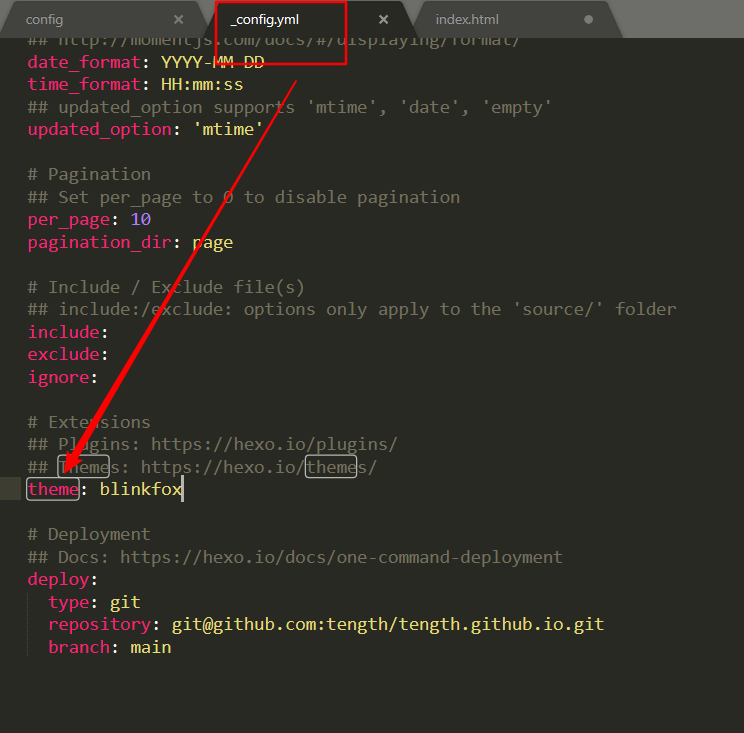 config
_config.yml
index.html
## http://momentjs.com/docs/#/displaying/format/
date_format: YYYY-MM-DD
time_format: HH:mm:ss
## updated_option supports 'mtime', 'date', 'empty'
updated_option: 'mtime'
# Pagination
## Set per_page to 0 to disable pagination
per_page: 10
pagination_dir: page
# Include / Exclude file(s)
## include:/exclude: options only apply to the 'source/' folder
include:
exclude:
ignore:
# Extensions
## Plugins: https://hexo.io/plugins/
## Themes: https://hexo.io/themes/
theme: blinkfox
# Deployment
## Docs: https://hexo.io/docs/one-command-deployment
deploy:
  type: git
  repository: git@github.com:tength/tength.github.io.git
  branch: main